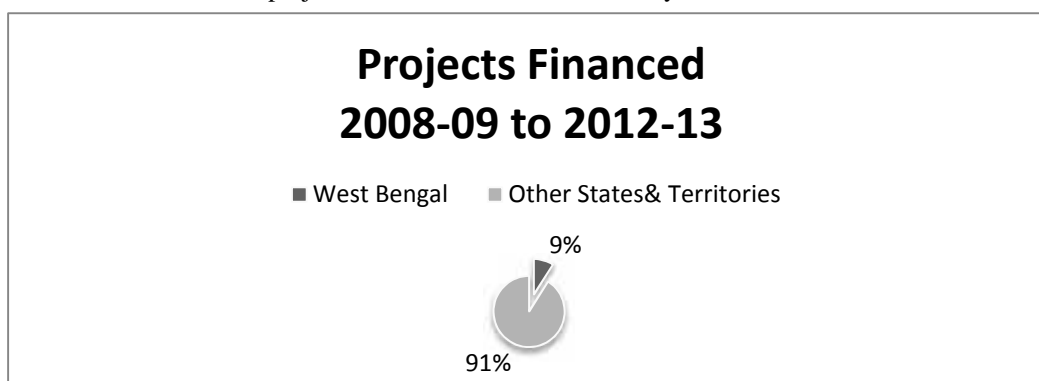 Projects Financed
2008-09 to 2012-13
West Bengal Other States& Territories
9%
91%